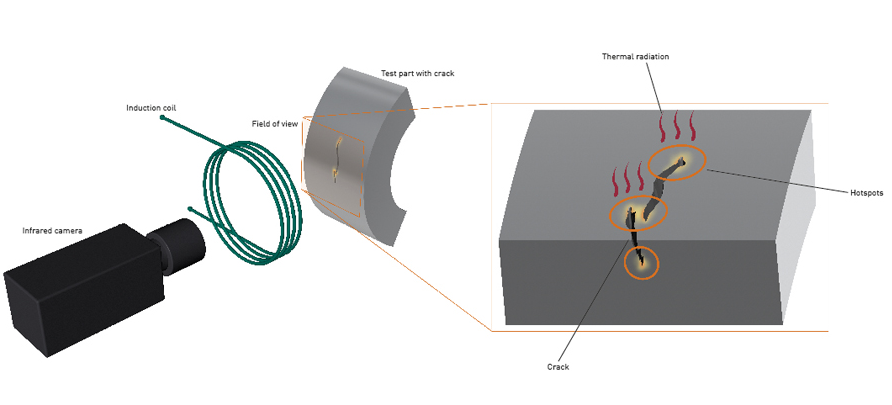 Thermal radiation
Test part with crack
Induction coil
Field of view
Hotspots
Infrared camera
Crack